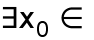 ∃x₀ ∈